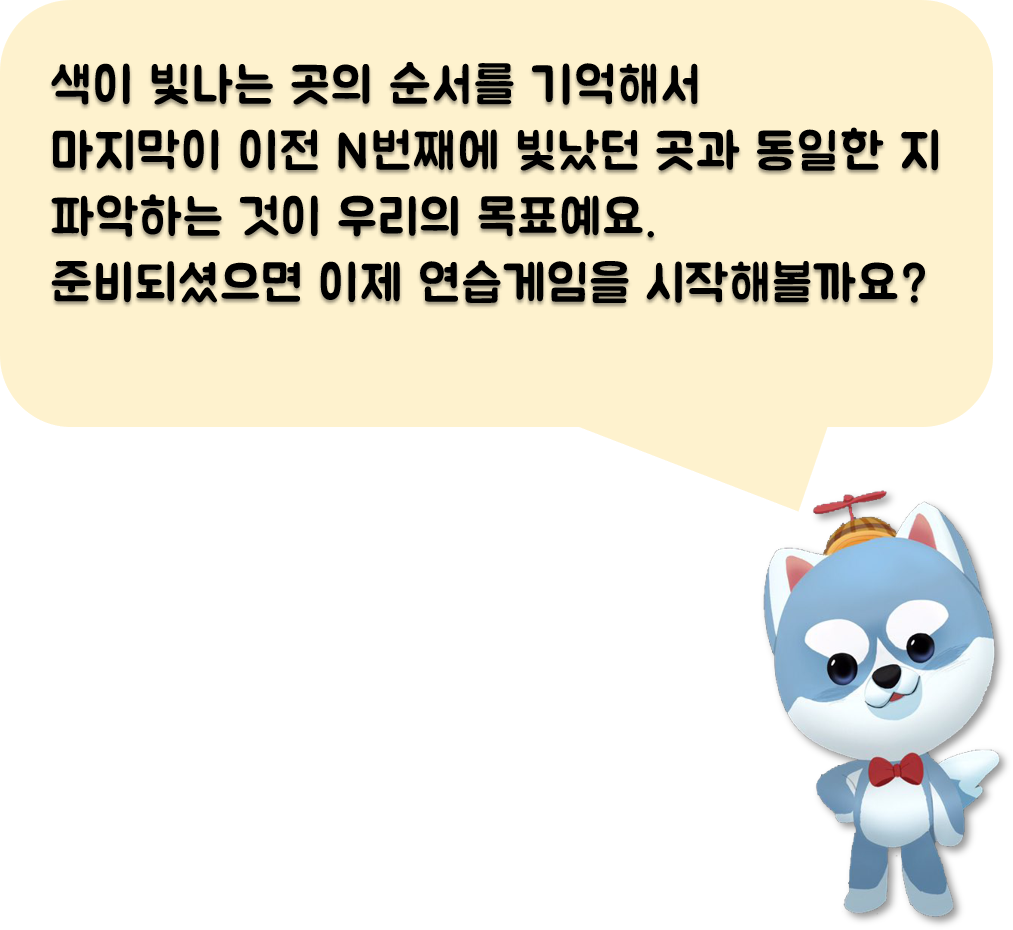 색이 빛나는 곳의 순서를 기억해서
마지막이 이전 N번째에 빛났던 곳과 동일한 지
파악하는 것이 우리의 목표예요.
준비되셨으면 이제 연습게임을 시작해볼까요?